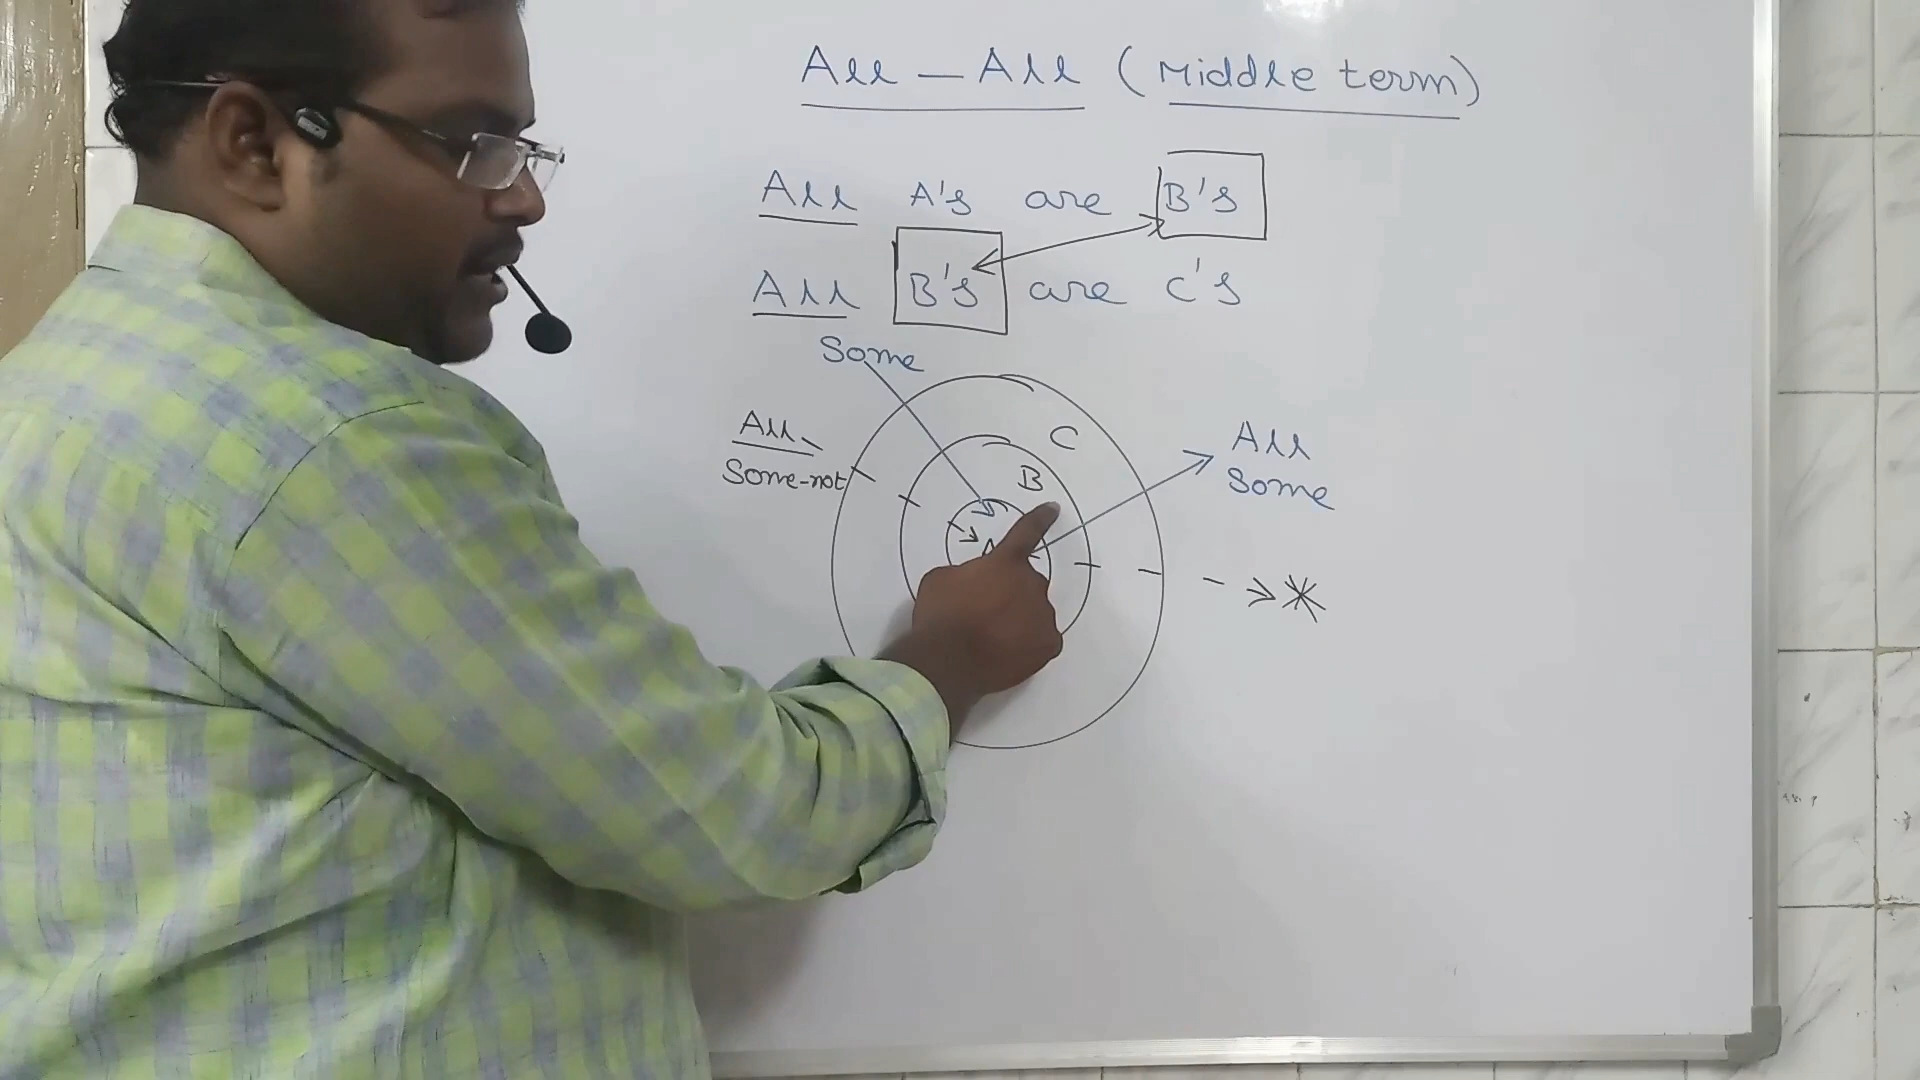 All - All (Middle term)
All A's are B's
All B's are C's
Some
All
Some-not
C
B
A
All
Some